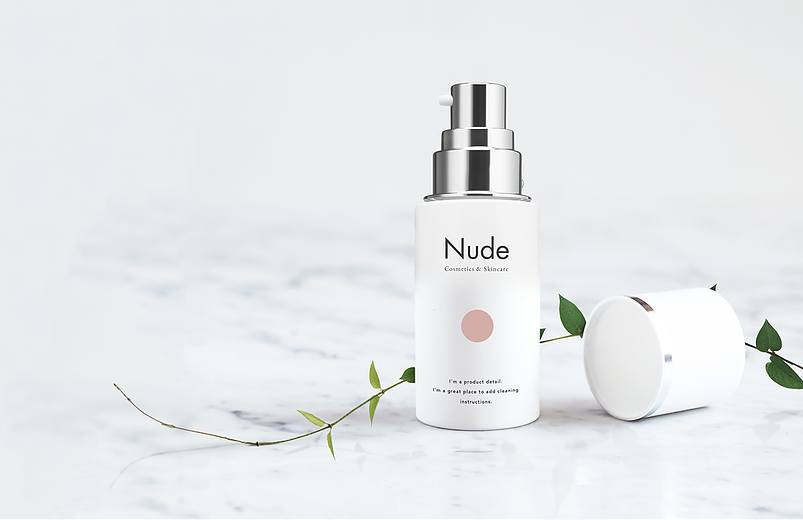 Nude
Cosmetics & Skincare
I'm a product detail.
I'm a great place to add cleaning
instructions.